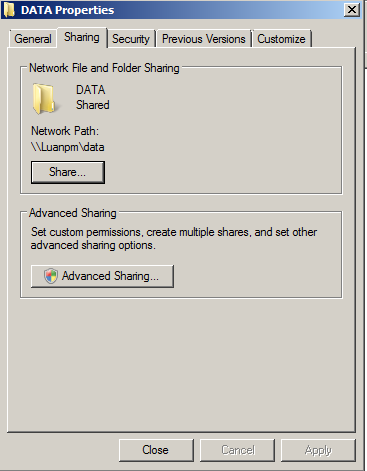 DATA Properties
General Sharing Security Previous Versions Customize
Network File and Folder Sharing
DATA
Shared
Network Path:
\\Luanpm\data
Share...
Advanced Sharing
Set custom permissions, create multiple shares, and set other
advanced sharing options.
Advanced Sharing...
Close Cancel Apply